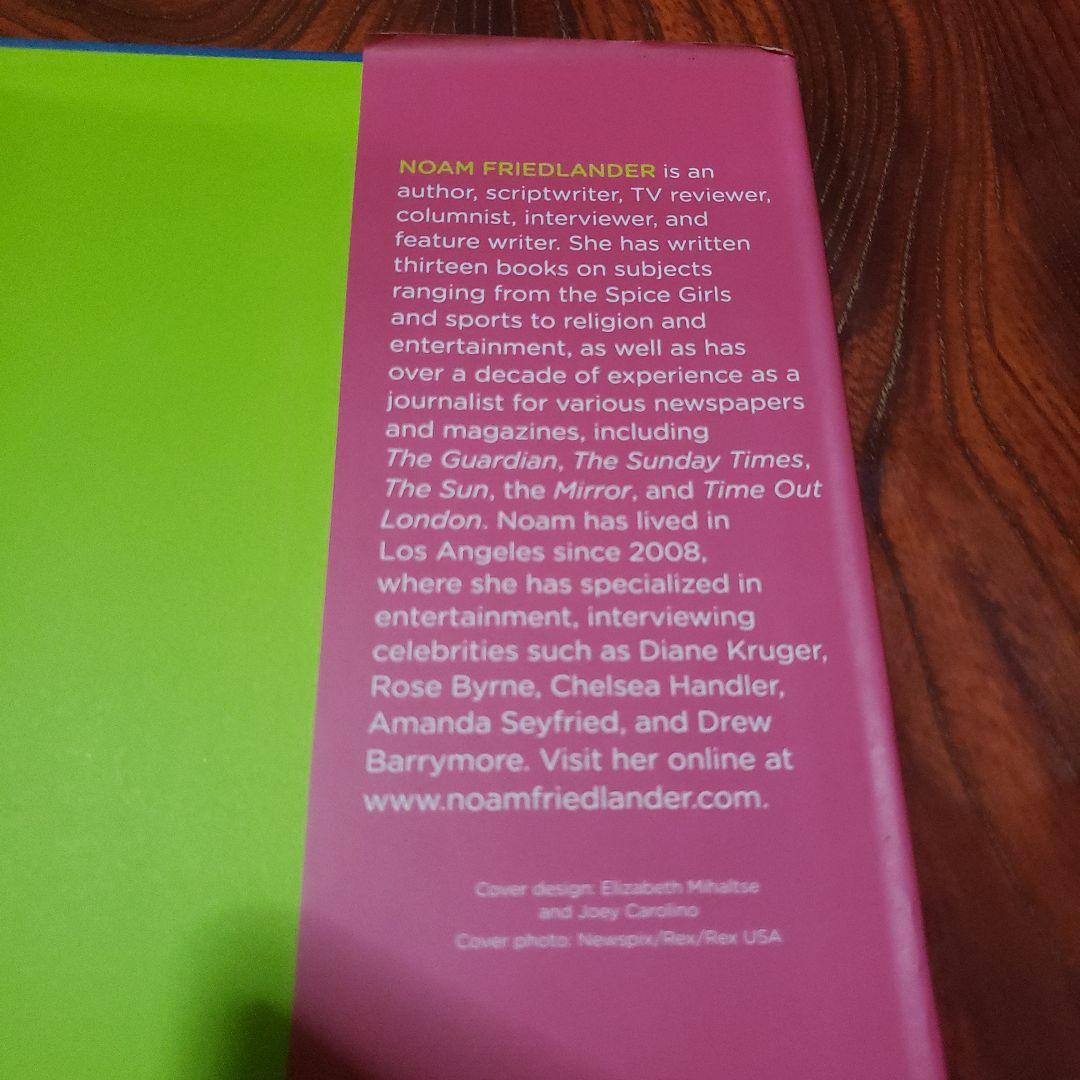 NOAM FRIEDLANDER is an
author, scriptwriter, TV reviewer,
columnist, interviewer, and
feature writer. She has written
thirteen books on subjects
ranging from the Spice Girls
and sports to religion and
entertainment, as well as has
over a decade of experience as a
journalist for various newspapers
and magazines, including
The Guardian, The Sunday Times,
The Sun, the Mirror, and Time Out
London. Noam has lived in
Los Angeles since 2008,
where she has specialized in
entertainment, interviewing
celebrities such as Diane Kruger,
Rose Byrne, Chelsea Handler,
Amanda Seyfried, and Drew
Barrymore. Visit her online at
www.noamfriedlander.com.
Cover design: Elizabeth Mihaltse
and Joey Carolino
Cover photo: Newspix/Rex/Rex USA